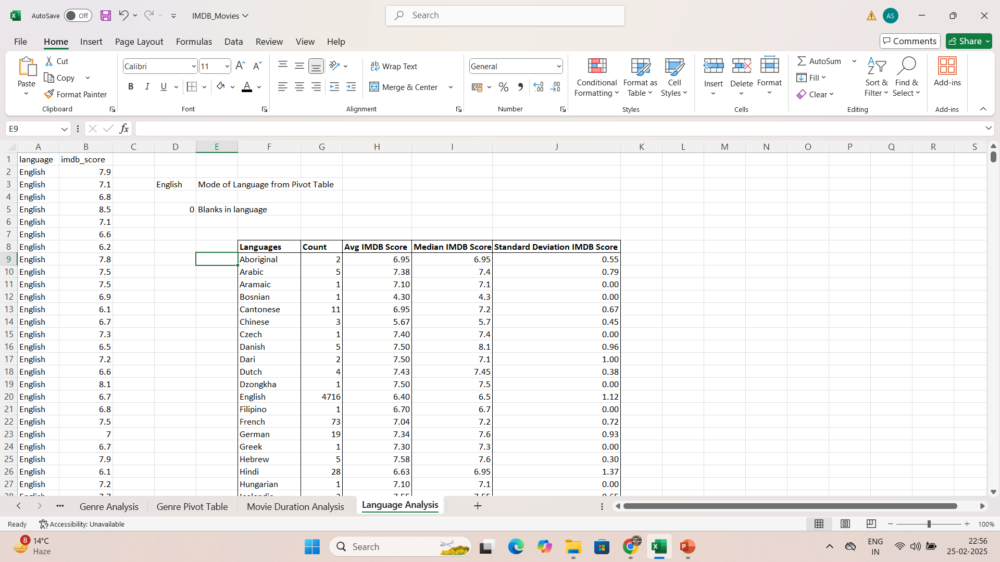 AutoSave Off IMDB_Movies Search AS
File Home Insert Page Layout Formulas Data Review View Help Comments Share
Paste Cut Copy Format Painter Clipboard
Calibri 11 B I U A Font
ab Wrap Text Merge & Center Alignment
General % Number
Conditional Formatting Format as Table Cell Styles Styles
Insert Delete Format Cells
AutoSum Fill Clear Sort & Filter Find & Select Editing
Add-ins Add-ins
E9 fx
A B C D E F G H I J K L M N O P Q R S
1 language imdb_score
2 English 7.9
3 English 7.1 English Mode of Language from Pivot Table
4 English 6.8
5 English 8.5 0 Blanks in language
6 English 7.1
7 English 6.6
8 English 6.2 Languages Count Avg IMDB Score Median IMDB Score Standard Deviation IMDB Score
9 English 7.8 Aboriginal 2 6.95 6.95 0.55
10 English 7.5 Arabic 5 7.38 7.4 0.79
11 English 7.5 Aramaic 1 7.10 7.1 0.00
12 English 6.9 Bosnian 1 4.30 4.3 0.00
13 English 6.1 Cantonese 11 6.95 7.2 0.67
14 English 6.7 Chinese 3 5.67 5.7 0.45
15 English 7.3 Czech 1 7.40 7.4 0.00
16 English 6.5 Danish 5 7.50 8.1 0.96
17 English 7.2 Dari 2 7.50 7.1 1.00
18 English 6.6 Dutch 4 7.43 7.45 0.38
19 English 8.1 Dzongkha 1 7.50 7.5 0.00
20 English 6.7 English 4716 6.40 6.5 1.12
21 English 6.8 Filipino 1 6.70 6.7 0.00
22 English 7.5 French 73 7.04 7.2 0.72
23 English 7 German 19 7.34 7.6 0.93
24 English 6.7 Greek 1 7.30 7.3 0.00
25 English 7.9 Hebrew 5 7.58 7.6 0.30
26 English 6.1 Hindi 28 6.63 6.95 1.37
27 English 7.2 Hungarian 1 7.10 7.1 0.00
Genre Analysis Genre Pivot Table Movie Duration Analysis Language Analysis
Ready Accessibility: Unavailable 100%
8 14°C Haze Search ENG IN 22:56 25-02-2025